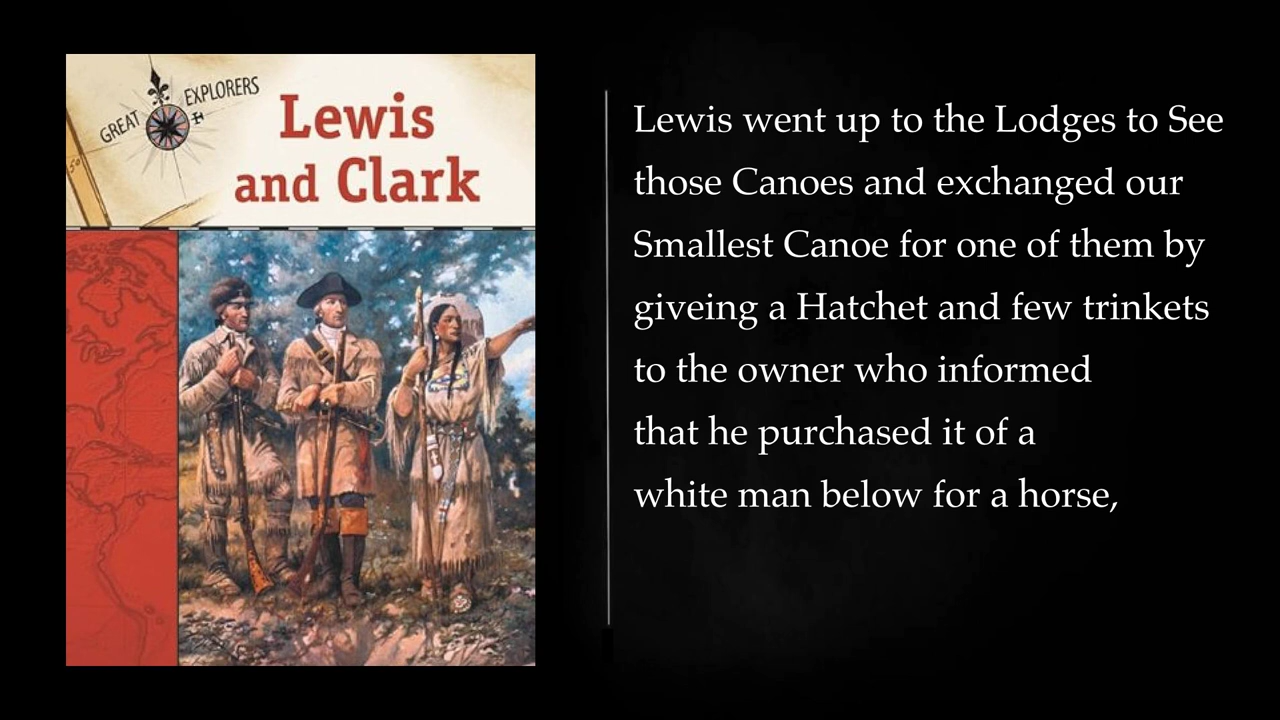 GREAT EXPLORERS
Lewis
and Clark
Lewis went up to the Lodges to See
those Canoes and exchanged our
Smallest Canoe for one of them by
giveing a Hatchet and few trinkets
to the owner who informed
that he purchased it of a
white man below for a horse,